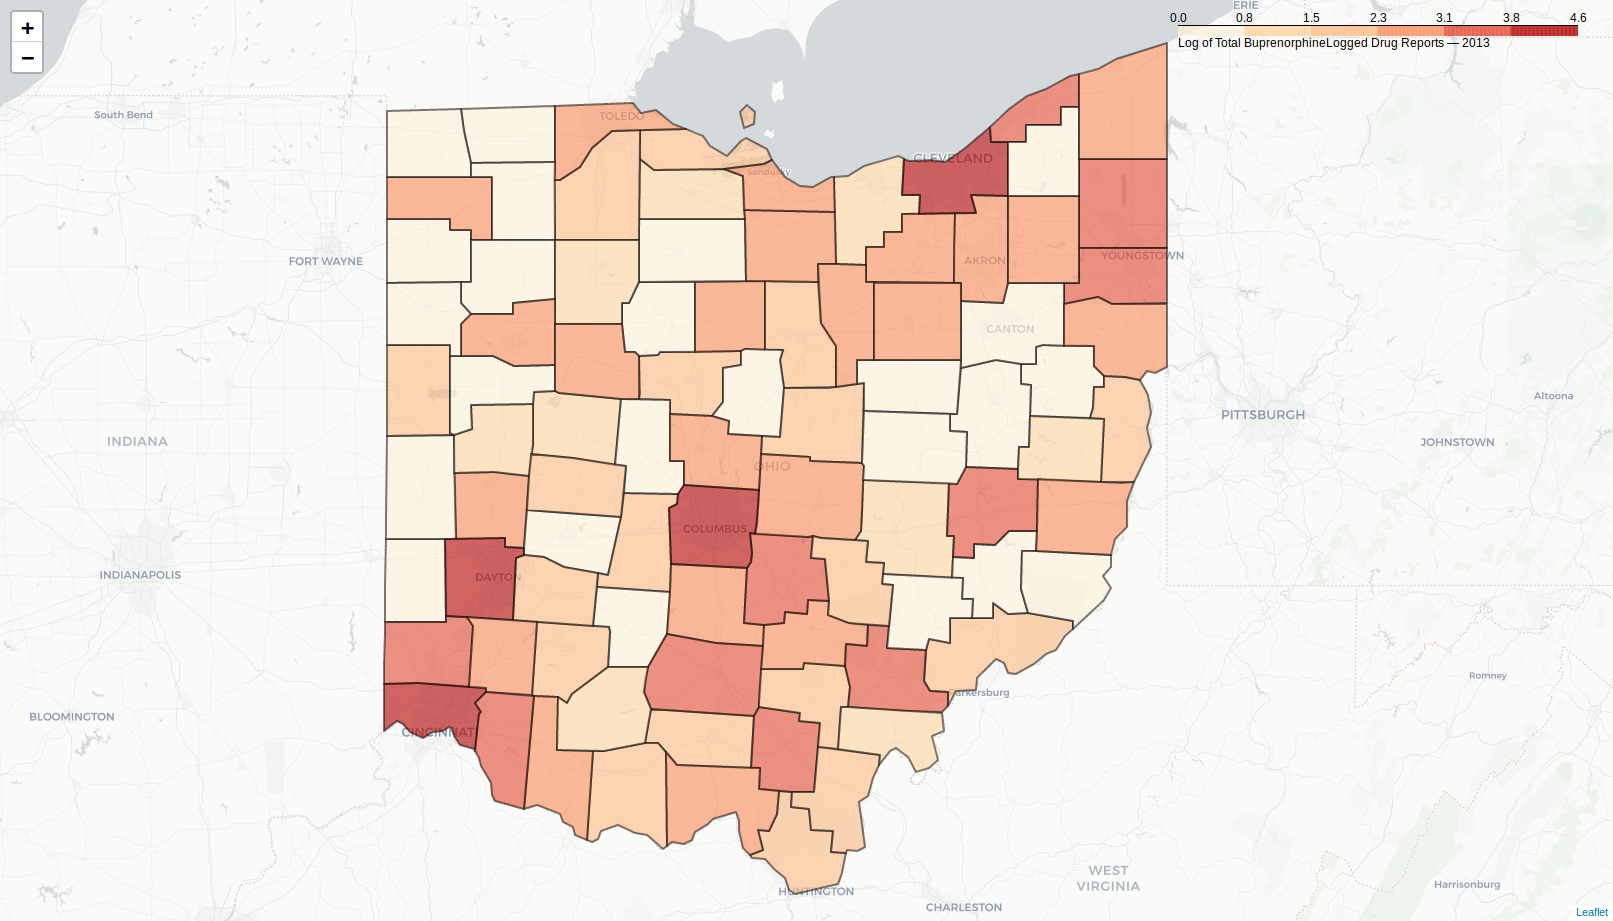 +
−
ERIE
0.0 0.8 1.5 2.3 3.1 3.8 4.6
Log of Total BuprenorphineLogged Drug Reports — 2013
South Bend
TOLEDO
CLEVELAND
Sandusky
FORT WAYNE
AKRON
YOUNGSTOWN
CANTON
Altoona
PITTSBURGH
INDIANA
JOHNSTOWN
OHIO
COLUMBUS
INDIANAPOLIS
DAYTON
Romney
arkersburg
BLOOMINGTON
CINCINNAT
WEST
VIRGINIA
Harrisonburg
HUNTINGTON
CHARLESTON
Leaflet